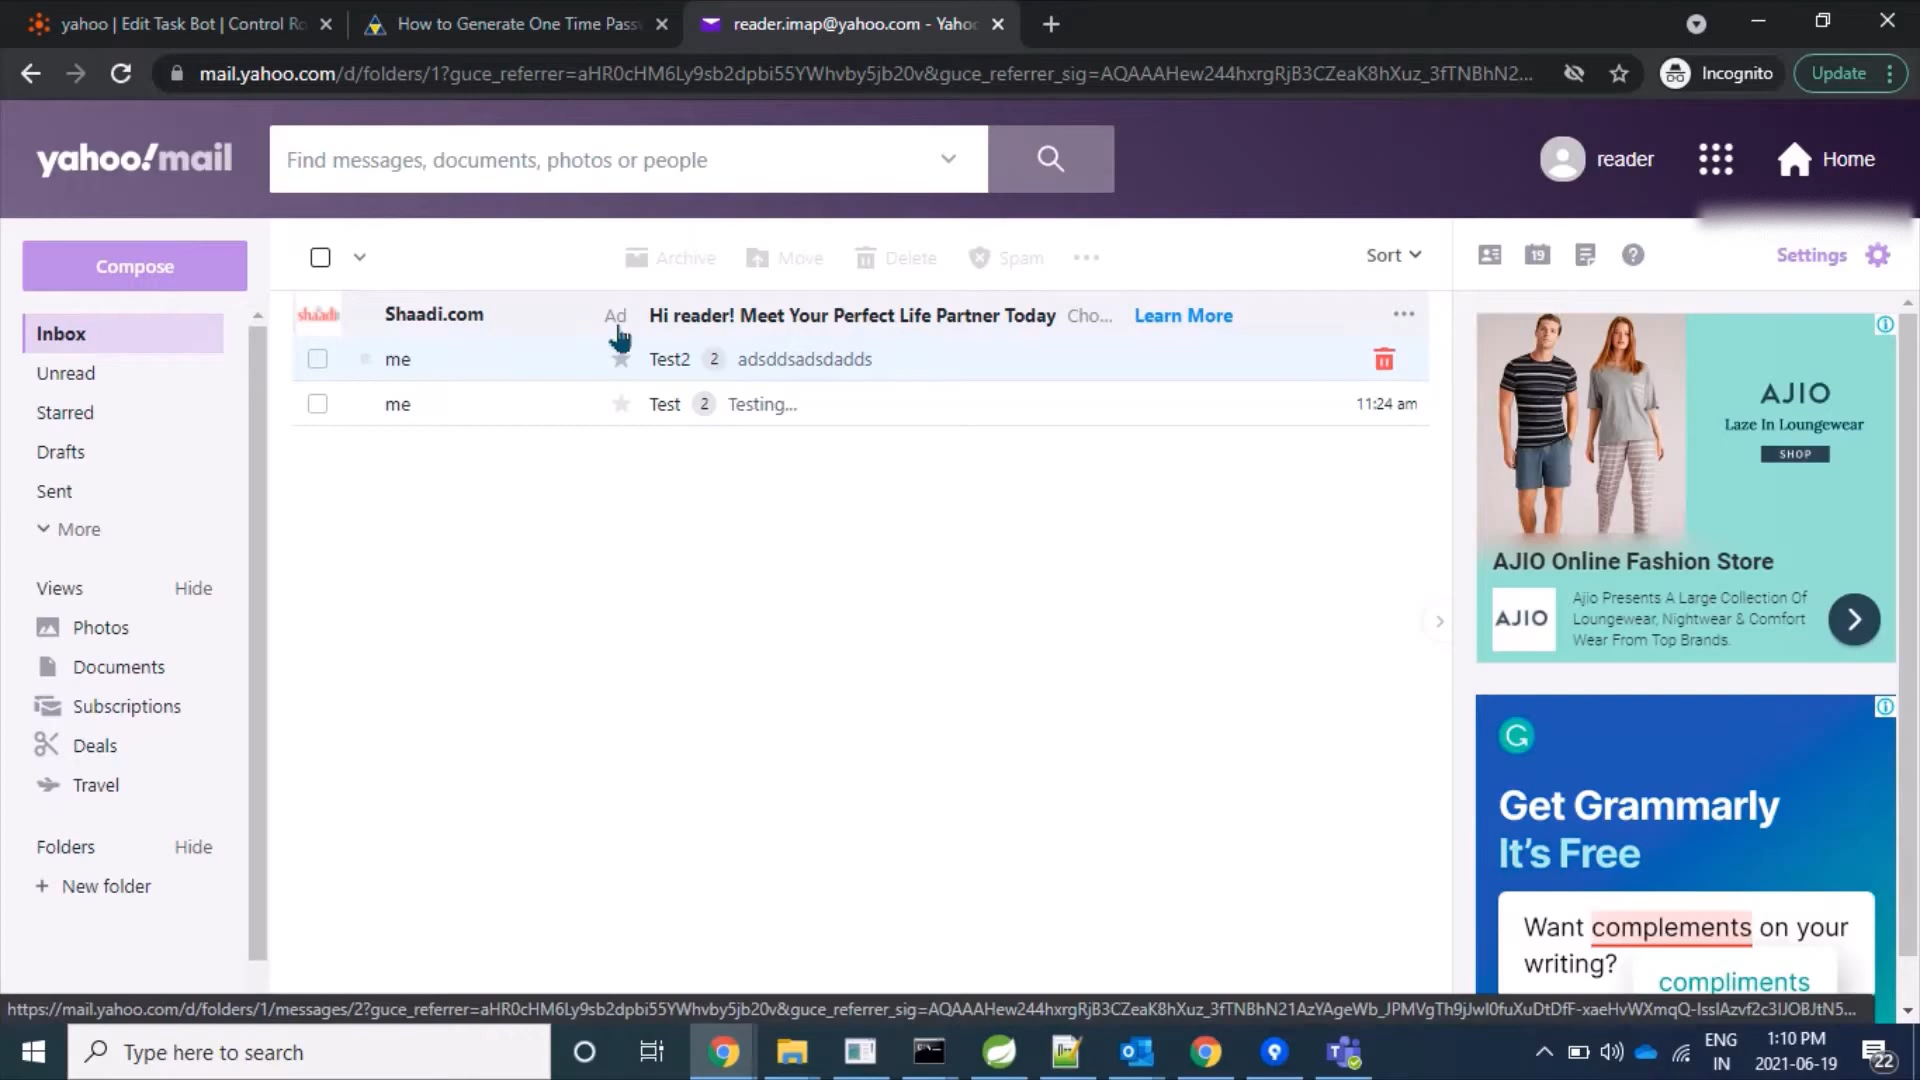 yahoo | Edit Task Bot | Control Ro
How to Generate One Time Pass
reader.imap@yahoo.com - Yahoo
mail.yahoo.com/d/folders/1?guce_referrer=aHR0cHM6Ly9sb2dpbi55YWhvby5jb20v&guce_referrer_sig=AQAAAHew244hxrgRjB3CZeaK8hXuz_3fTNBhN2...
Incognito
Update
yahoo!mail
Find messages, documents, photos or people
reader
Home
Compose
Archive
Move
Delete
Spam
Sort
19
Settings
Inbox
Unread
Starred
Drafts
Sent
More
Views Hide
Photos
Documents
Subscriptions
Deals
Travel
Folders Hide
+ New folder
shaadi Shaadi.com Ad Hi reader! Meet Your Perfect Life Partner Today Cho... Learn More
me Test2 2 adsddsadsdadds
me Test 2 Testing... 11:24 am
AJIO
Laze In Loungewear
SHOP
AJIO Online Fashion Store
AJIO
Ajio Presents A Large Collection Of
Loungewear, Nightwear & Comfort
Wear From Top Brands.
Get Grammarly
It's Free
Want complements on your
writing?
compliments
https://mail.yahoo.com/d/folders/1/messages/2?guce_referrer=aHR0cHM6Ly9sb2dpbi55YWhvby5jb20v&guce_referrer_sig=AQAAAHew244hxrgRjB3CZeaK8hXuz_3fTNBhN21AzYAgeWb_JPMVgTh9jJwI0fuXuDtDfF-xaeHvWXmqQ-IssIAzvf2c3IJOBJtN5...
Type here to search
ENG
IN
1:10 PM
2021-06-19
22